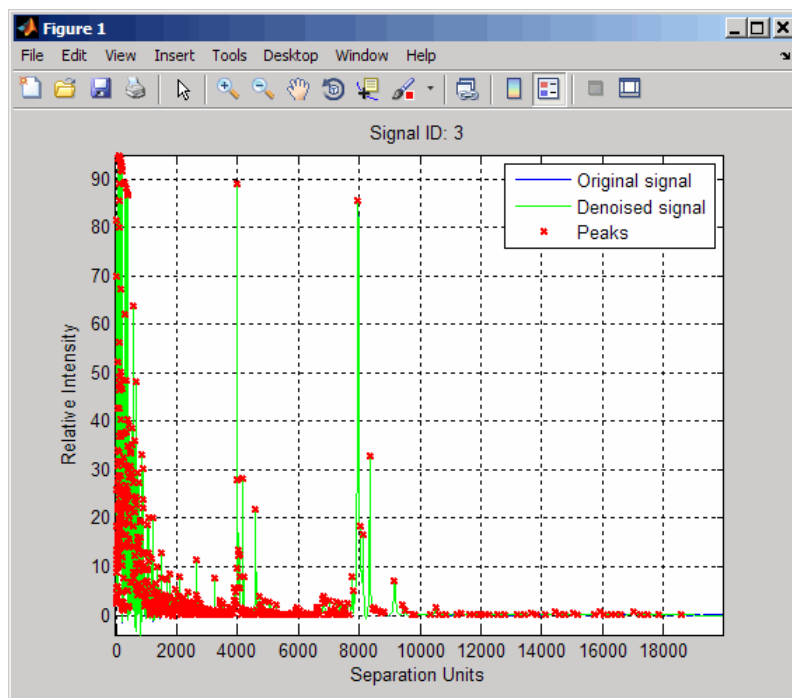 Figure 1
File Edit View Insert Tools Desktop Window Help
Signal ID: 3
Original signal
Denoised signal
Peaks
90
80
70
60
50
40
30
20
10
0
Relative Intensity
0 2000 4000 6000 8000 10000 12000 14000 16000 18000
Separation Units